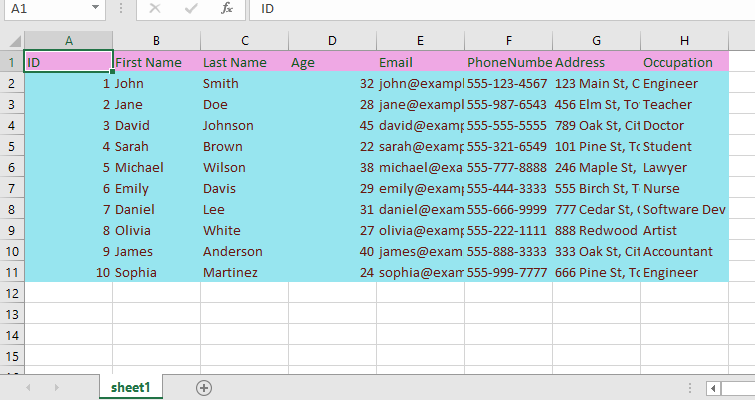 A1 fx ID
A B C D E F G H
1 ID First Name Last Name Age Email PhoneNumbe Address Occupation
2 1 John Smith 32 john@exampl 555-123-4567 123 Main St, C Engineer
3 2 Jane Doe 28 jane@exampl 555-987-6543 456 Elm St, To Teacher
4 3 David Johnson 45 david@examp 555-555-5555 789 Oak St, Cit Doctor
5 4 Sarah Brown 22 sarah@examp 555-321-6549 101 Pine St, To Student
6 5 Michael Wilson 38 michael@exa 555-777-8888 246 Maple St, Lawyer
7 6 Emily Davis 29 emily@examp 555-444-3333 555 Birch St, T Nurse
8 7 Daniel Lee 31 daniel@exam 555-666-9999 777 Cedar St, Software Dev
9 8 Olivia White 27 olivia@examp 555-222-1111 888 Redwood Artist
10 9 James Anderson 40 james@exam 555-888-3333 333 Oak St, Cit Accountant
11 10 Sophia Martinez 24 sophia@exam 555-999-7777 666 Pine St, To Engineer
12
13
14
15
sheet1